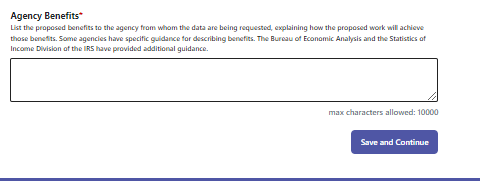 Agency Benefits*
List the proposed benefits to the agency from whom the data are being requested, explaining how the proposed work will achieve
those benefits. Some agencies have specific guidance for describing benefits. The Bureau of Economic Analysis and the Statistics of
Income Division of the IRS have provided additional guidance.
max characters allowed: 10000
Save and Continue